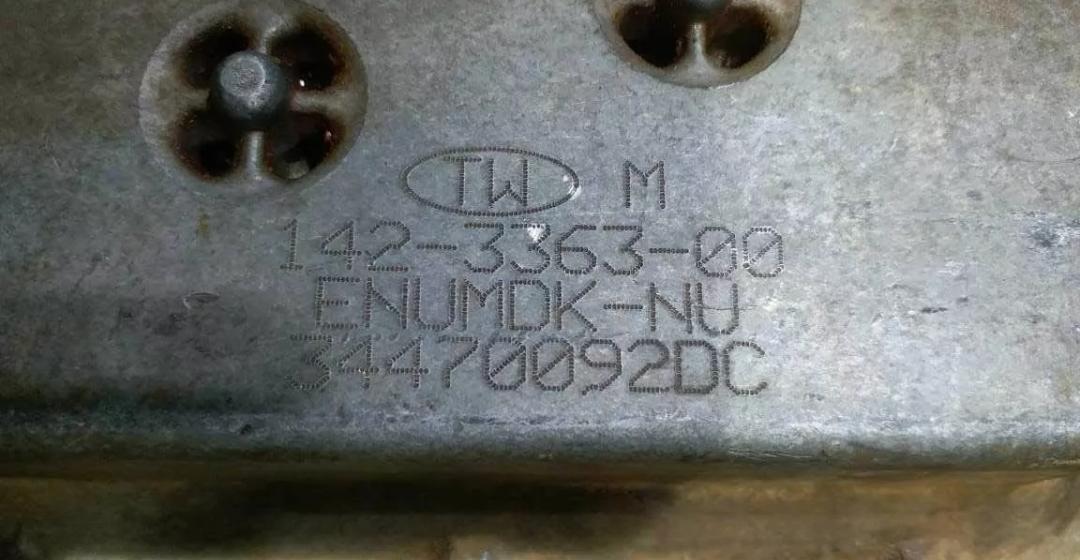 TW M
142-3363-00
ENUMDK-NU
34470092DC